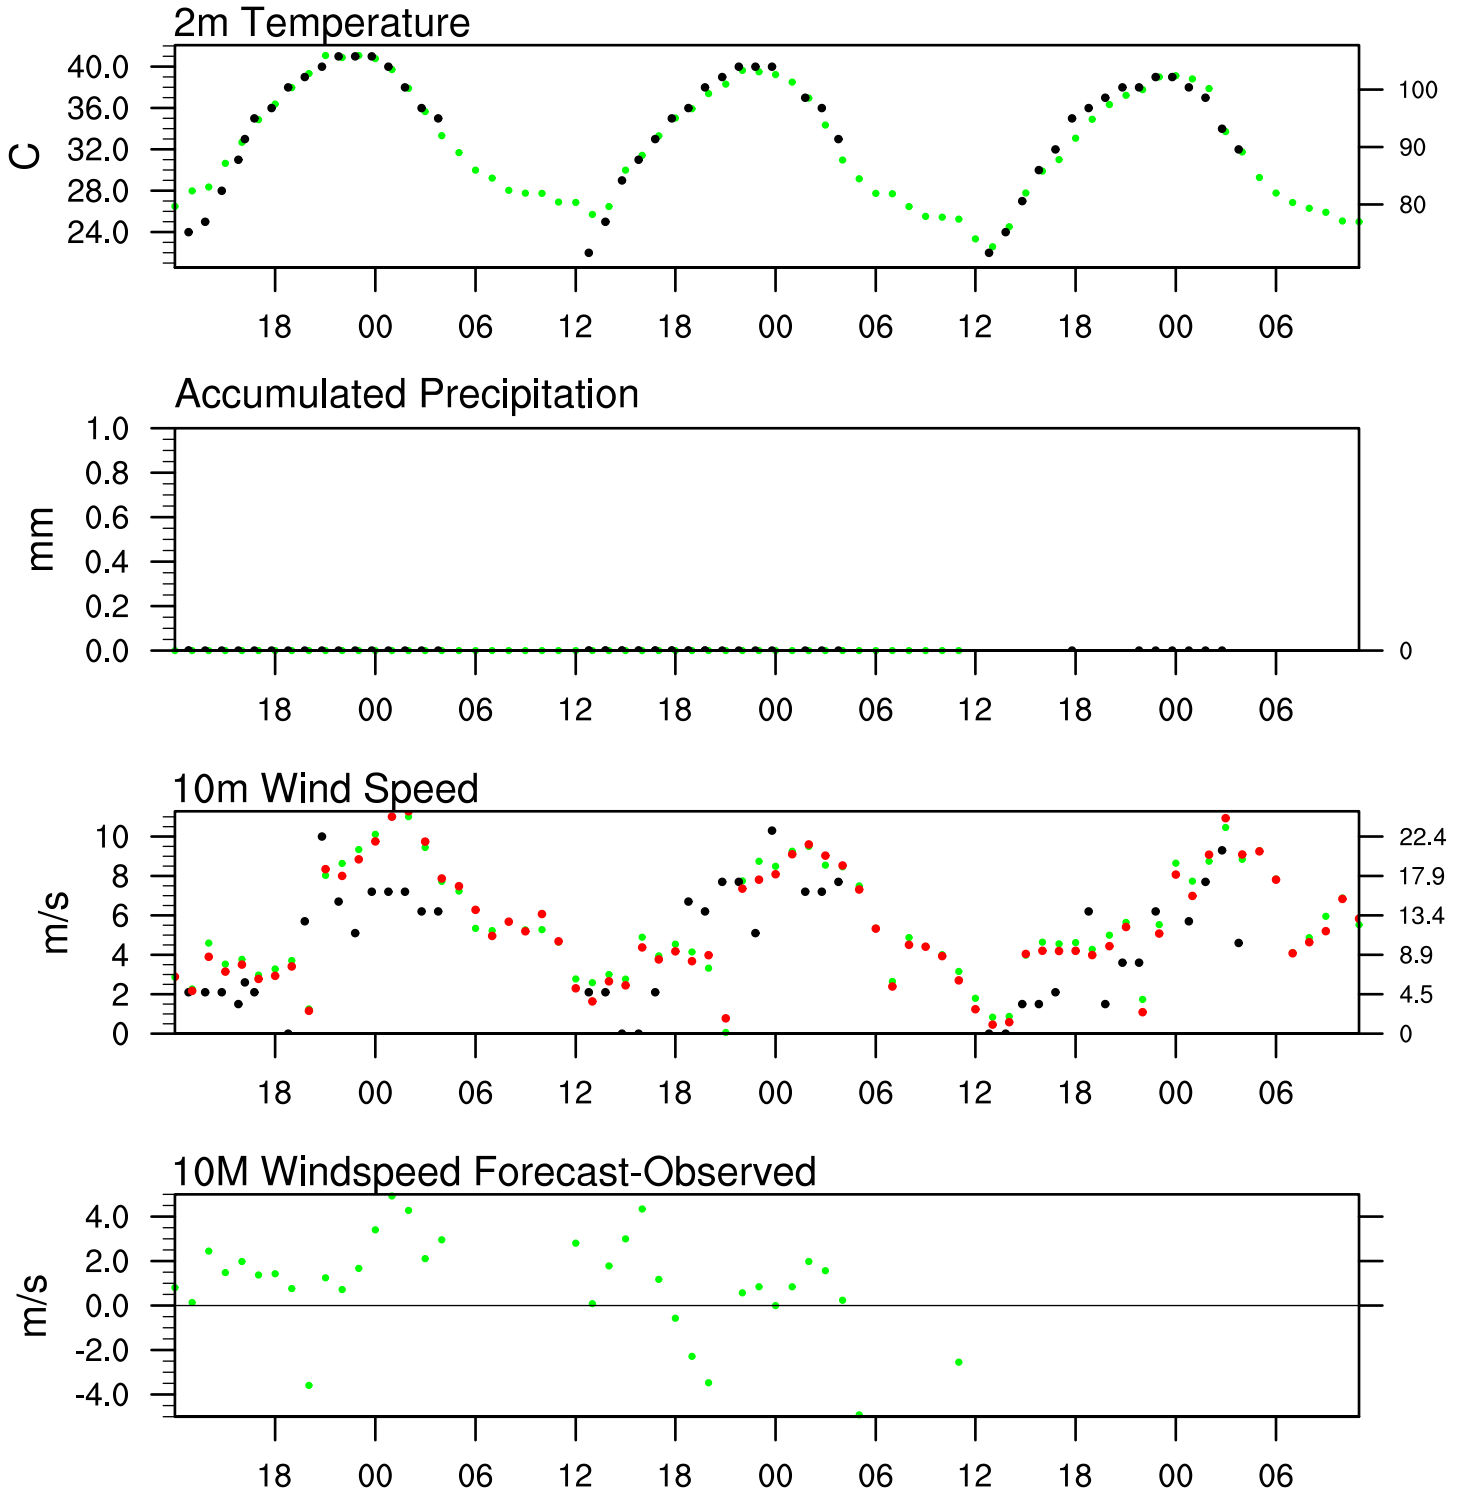 2m Temperature
40.0
36.0
32.0
28.0
24.0
C
100
90
80
18 00 06 12 18 00 06 12 18 00 06
Accumulated Precipitation
1.0
0.8
0.6
0.4
0.2
0.0
mm
0
18 00 06 12 18 00 06 12 18 00 06
10m Wind Speed
10
8
6
4
2
0
m/s
22.4
17.9
13.4
8.9
4.5
0
18 00 06 12 18 00 06 12 18 00 06
10M Windspeed Forecast-Observed
4.0
2.0
0.0
-2.0
-4.0
m/s
18 00 06 12 18 00 06 12 18 00 06